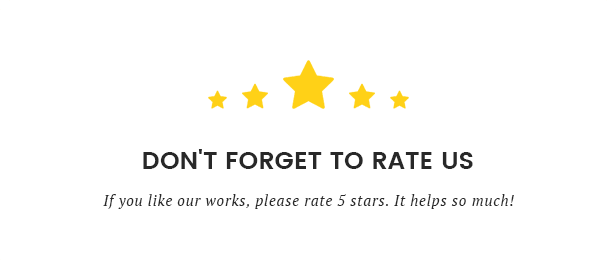 DON'T FORGET TO RATE US
If you like our works, please rate 5 stars. It helps so much!